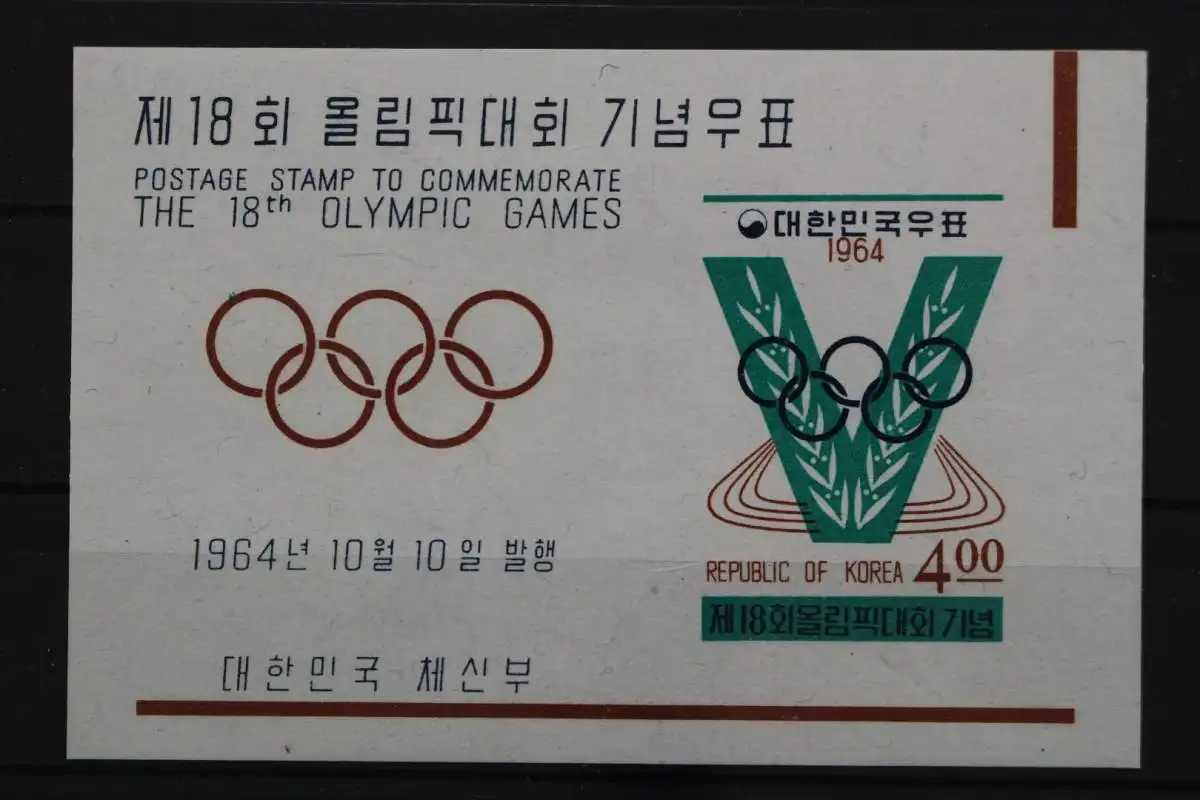 제18회 올림픽대회 기념우표
POSTAGE STAMP TO COMMEMORATE
THE 18th OLYMPIC GAMES
1964년 10월 10일 발행
대한민국 체신부
대한민국우표
1964
REPUBLIC OF KOREA 400
제18회올림픽대회기념